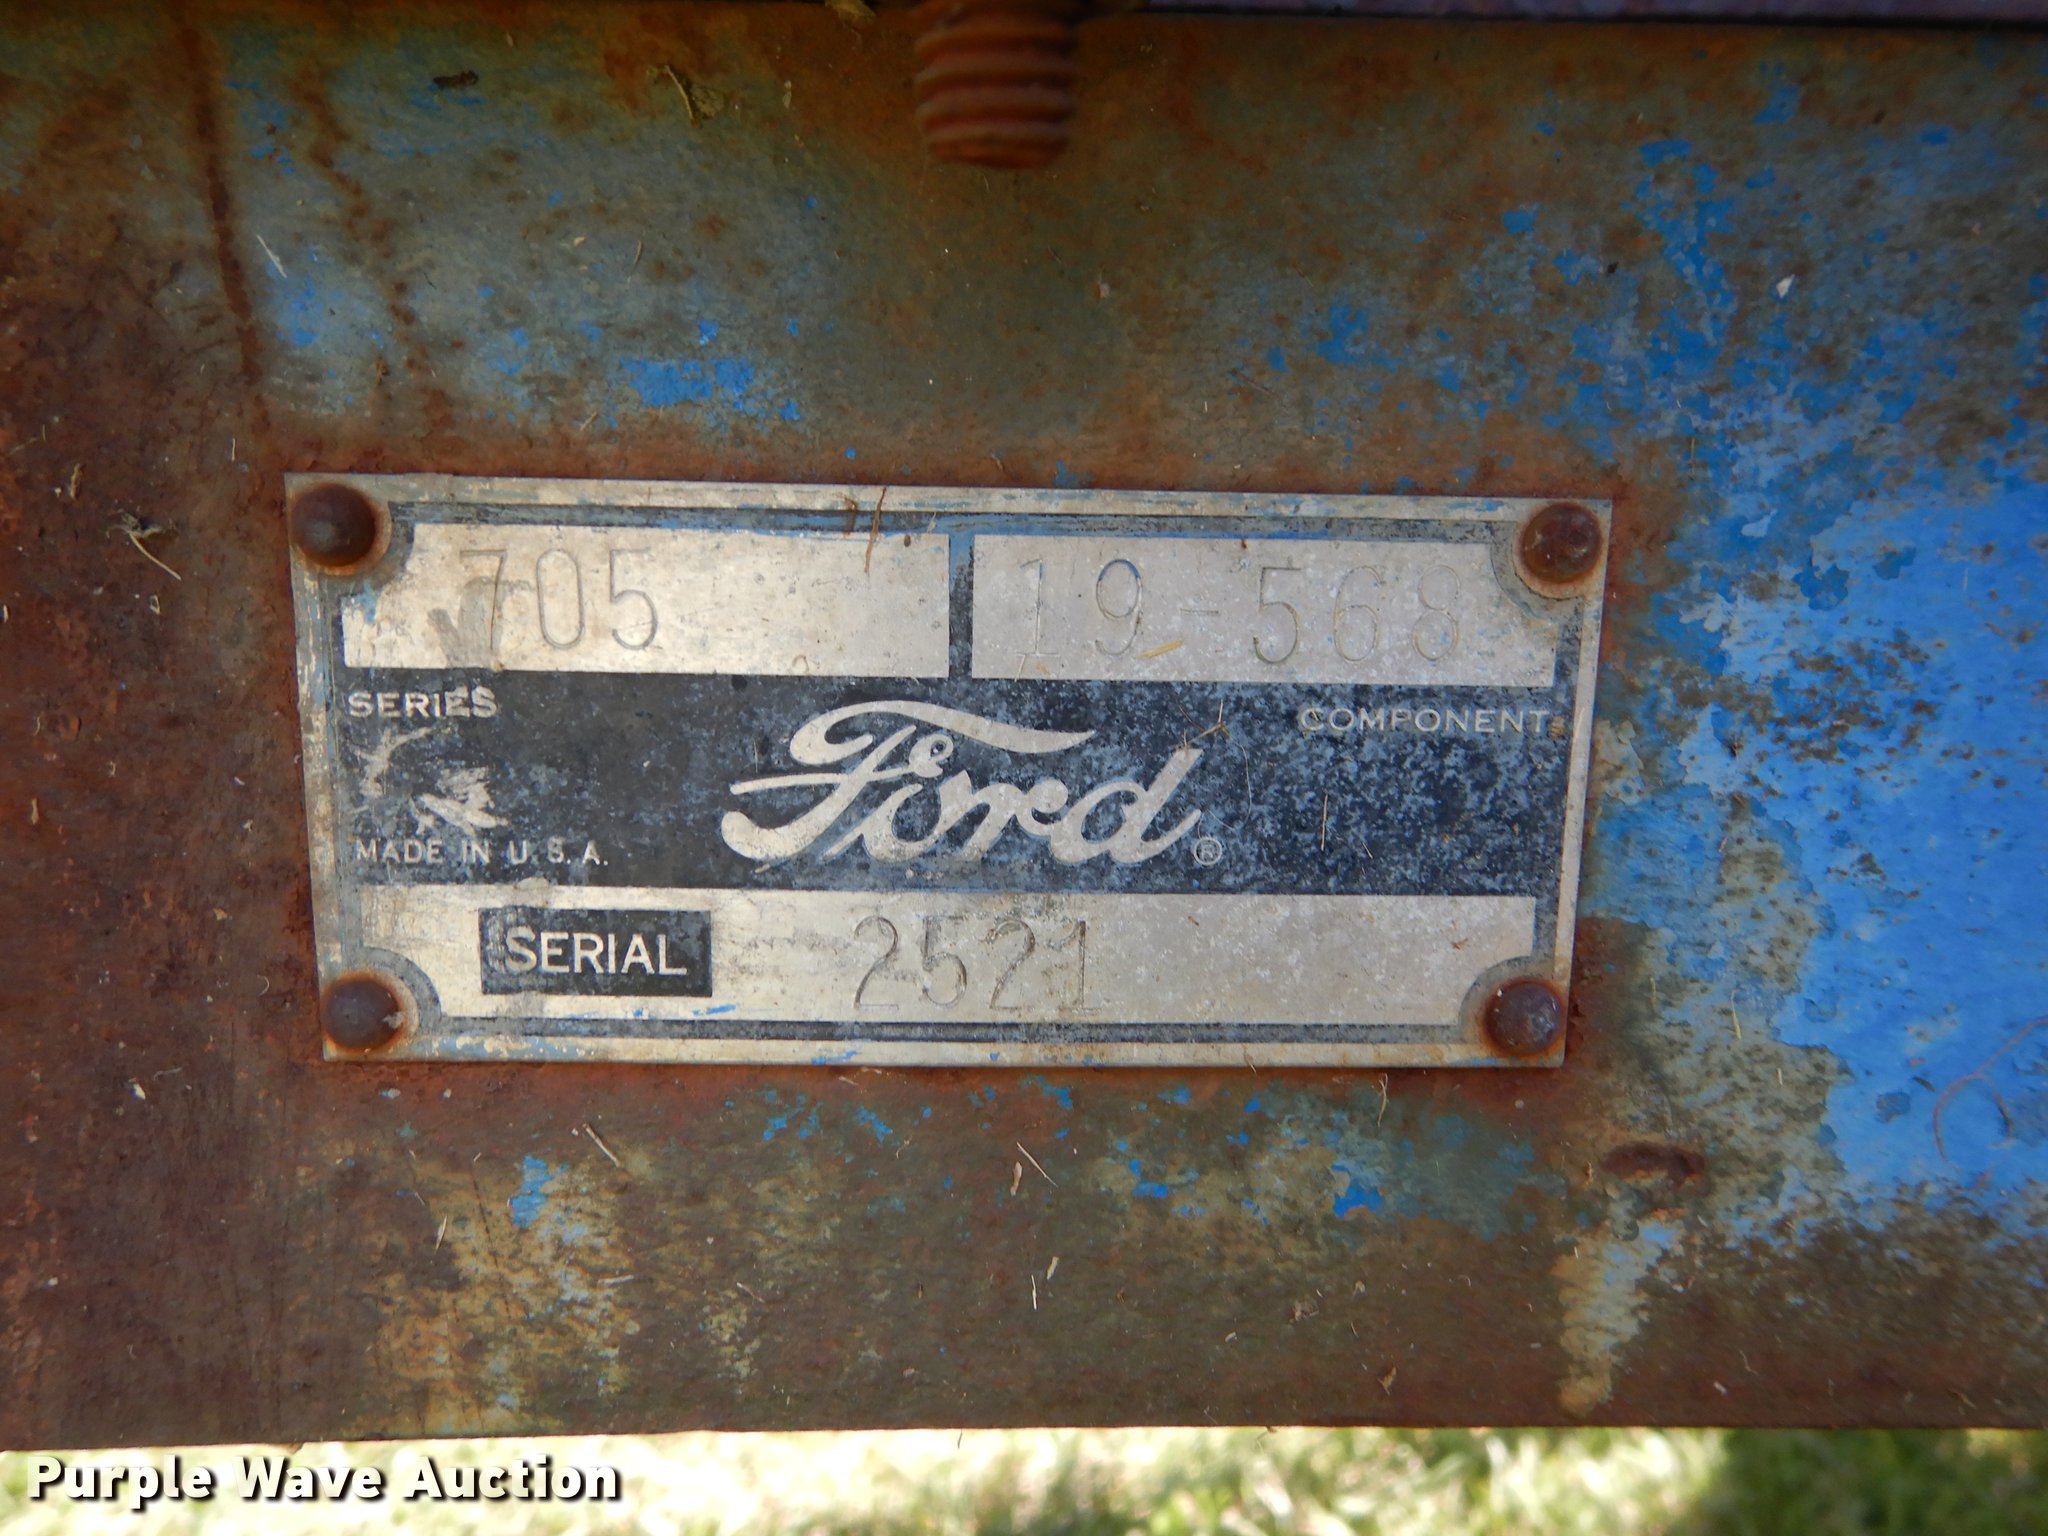 705 19-568
SERIES COMPONENT
Ford®
MADE IN U.S.A.
SERIAL 2521
Purple Wave Auction